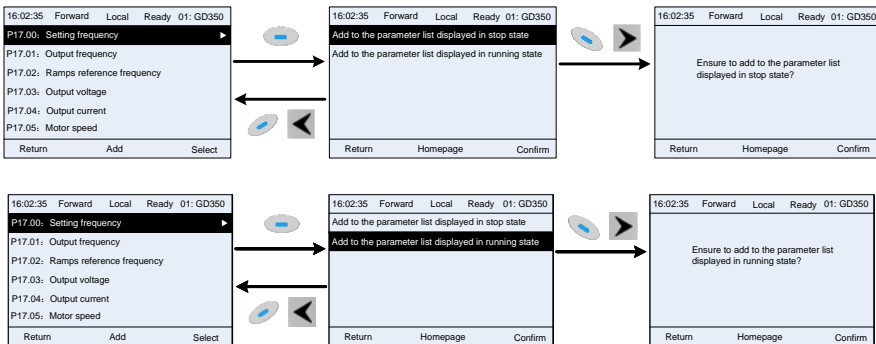 16:02:35 Forward Local Ready 01: GD350
P17.00: Setting frequency
P17.01: Output frequency
P17.02: Ramps reference frequency
P17.03: Output voltage
P17.04: Output current
P17.05: Motor speed
Return Add Select
16:02:35 Forward Local Ready 01: GD350
Add to the parameter list displayed in stop state
Add to the parameter list displayed in running state
Return Homepage Confirm
16:02:35 Forward Local Ready 01: GD350
Ensure to add to the parameter list
displayed in stop state?
Return Homepage Confirm
16:02:35 Forward Local Ready 01: GD350
P17.00: Setting frequency
P17.01: Output frequency
P17.02: Ramps reference frequency
P17.03: Output voltage
P17.04: Output current
P17.05: Motor speed
Return Add Select
16:02:35 Forward Local Ready 01: GD350
Add to the parameter list displayed in stop state
Add to the parameter list displayed in running state
Return Homepage Confirm
16:02:35 Forward Local Ready 01: GD350
Ensure to add to the parameter list
displayed in running state?
Return Homepage Confirm